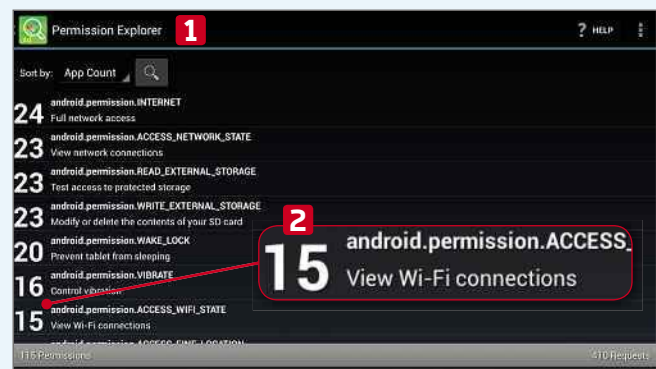 Permission Explorer
1
? HELP
Sort by: App Count
24
android.permission.INTERNET
Full network access
23
android.permission.ACCESS_NETWORK_STATE
View network connections
23
android.permission.READ_EXTERNAL_STORAGE
Test access to protected storage
23
android.permission.WRITE_EXTERNAL_STORAGE
Modify or delete the contents of your SD card
20
android.permission.WAKE_LOCK
Prevent tablet from sleeping
16
android.permission.VIBRATE
Control vibration
15
android.permission.ACCESS_WIFI_STATE
View Wi-Fi connections
android.permission.ACCESS_FINE_LOCATION
2
15
android.permission.ACCESS_
View Wi-Fi connections
115 Permissions
410 Requests